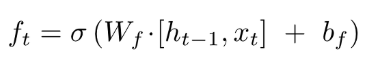 f_t = σ (W_f·[h_{t−1}, x_t] + b_f)